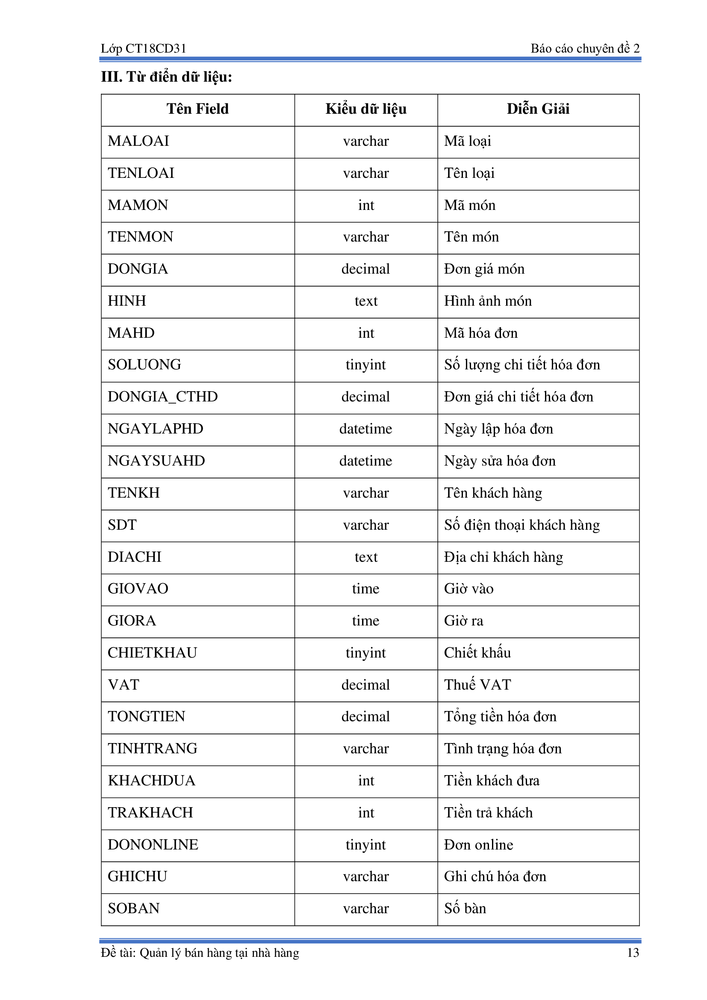 Lớp CT18CD31 Báo cáo chuyên đề 2
III. Từ điển dữ liệu:
Tên Field Kiểu dữ liệu Diễn Giải
MALOAI varchar Mã loại
TENLOAI varchar Tên loại
MAMON int Mã món
TENMON varchar Tên món
DONGIA decimal Đơn giá món
HINH text Hình ảnh món
MAHD int Mã hóa đơn
SOLUONG tinyint Số lượng chi tiết hóa đơn
DONGIA_CTHD decimal Đơn giá chi tiết hóa đơn
NGAYLAPHD datetime Ngày lập hóa đơn
NGAYSUAHD datetime Ngày sửa hóa đơn
TENKH varchar Tên khách hàng
SDT varchar Số điện thoại khách hàng
DIACHI text Địa chỉ khách hàng
GIOVAO time Giờ vào
GIORA time Giờ ra
CHIETKHAU tinyint Chiết khấu
VAT decimal Thuế VAT
TONGTIEN decimal Tổng tiền hóa đơn
TINHTRANG varchar Tình trạng hóa đơn
KHACHDUA int Tiền khách đưa
TRAKHACH int Tiền trả khách
DONONLINE tinyint Đơn online
GHICHU varchar Ghi chú hóa đơn
SOBAN varchar Số bàn
Đề tài: Quản lý bán hàng tại nhà hàng 13